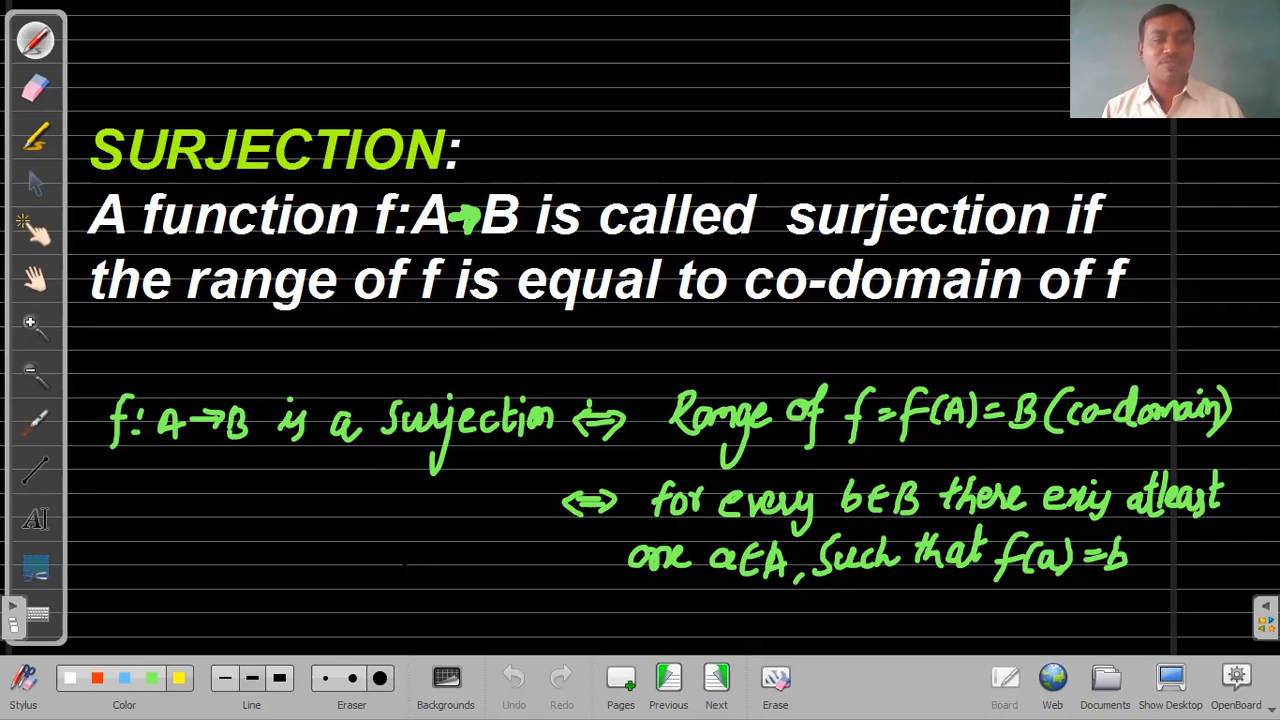 SURJECTION:
A function f:A→B is called surjection if
the range of f is equal to co-domain of f
f: A→B is a surjection ⇔ Range of f = f(A) = B (co-domain)
⇔ for every b∈B there exis atleast
one a∈A, such that f(a) = b
Stylus
Color
Line
Eraser
Backgrounds
Undo
Redo
Pages
Previous
Next
Erase
Board
Web
Documents
Show Desktop
OpenBoard